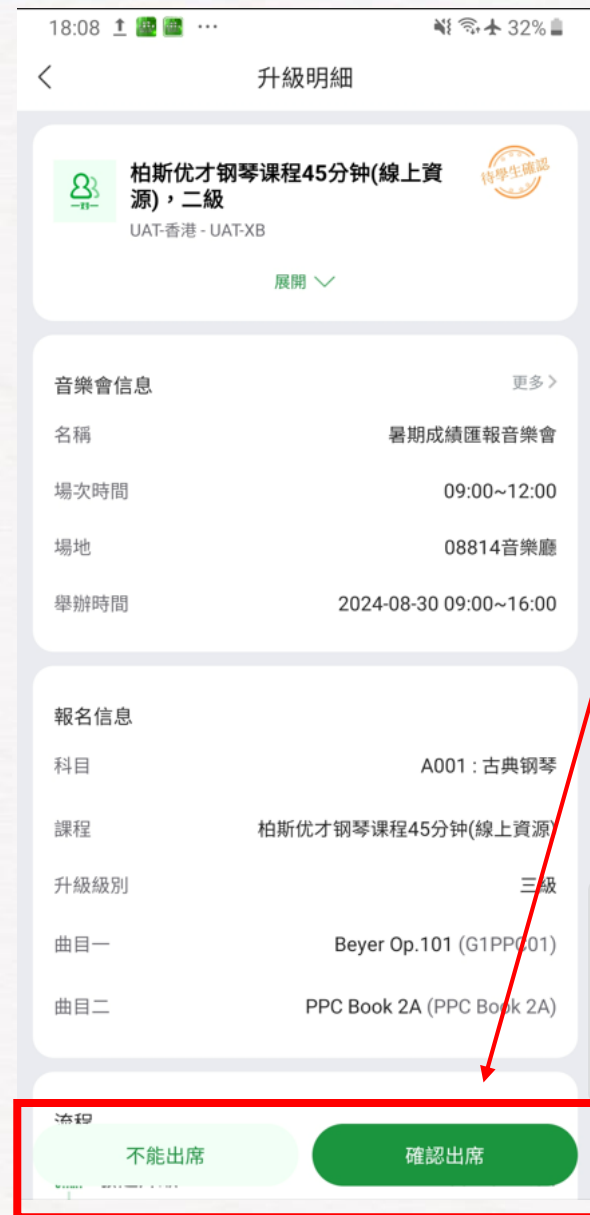 18:08 32%
升級明細
柏斯优才钢琴课程45分钟(線上資
源)，二級
待學生確認
UAT-香港 - UAT-XB
展開
音樂會信息 更多
名稱 暑期成績匯報音樂會
場次時間 09:00~12:00
場地 08814音樂廳
舉辦時間 2024-08-30 09:00~16:00
報名信息
科目 A001 : 古典钢琴
課程 柏斯优才钢琴课程45分钟(線上資源)
升級級別 三級
曲目一 Beyer Op.101 (G1PPC01)
曲目二 PPC Book 2A (PPC Book 2A)
流程
不能出席 確認出席